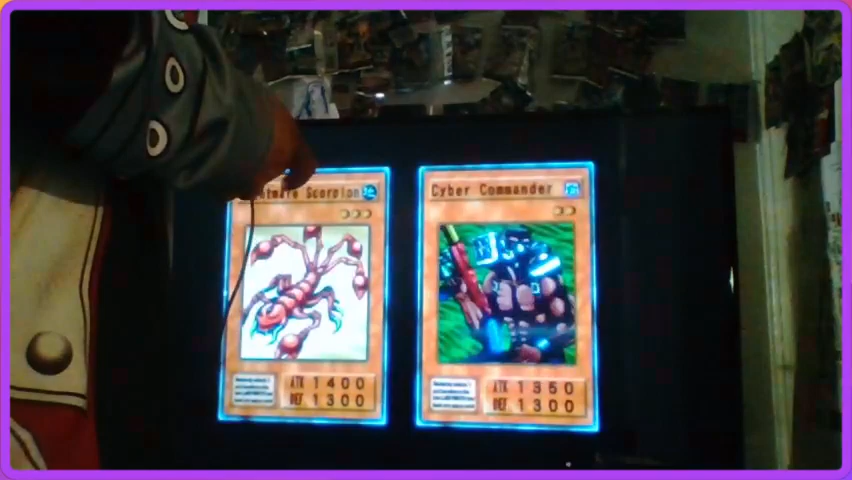 Scorpion
Cyber Commander
ATK 1400
DEF 1300
ATK 1350
DEF 1300